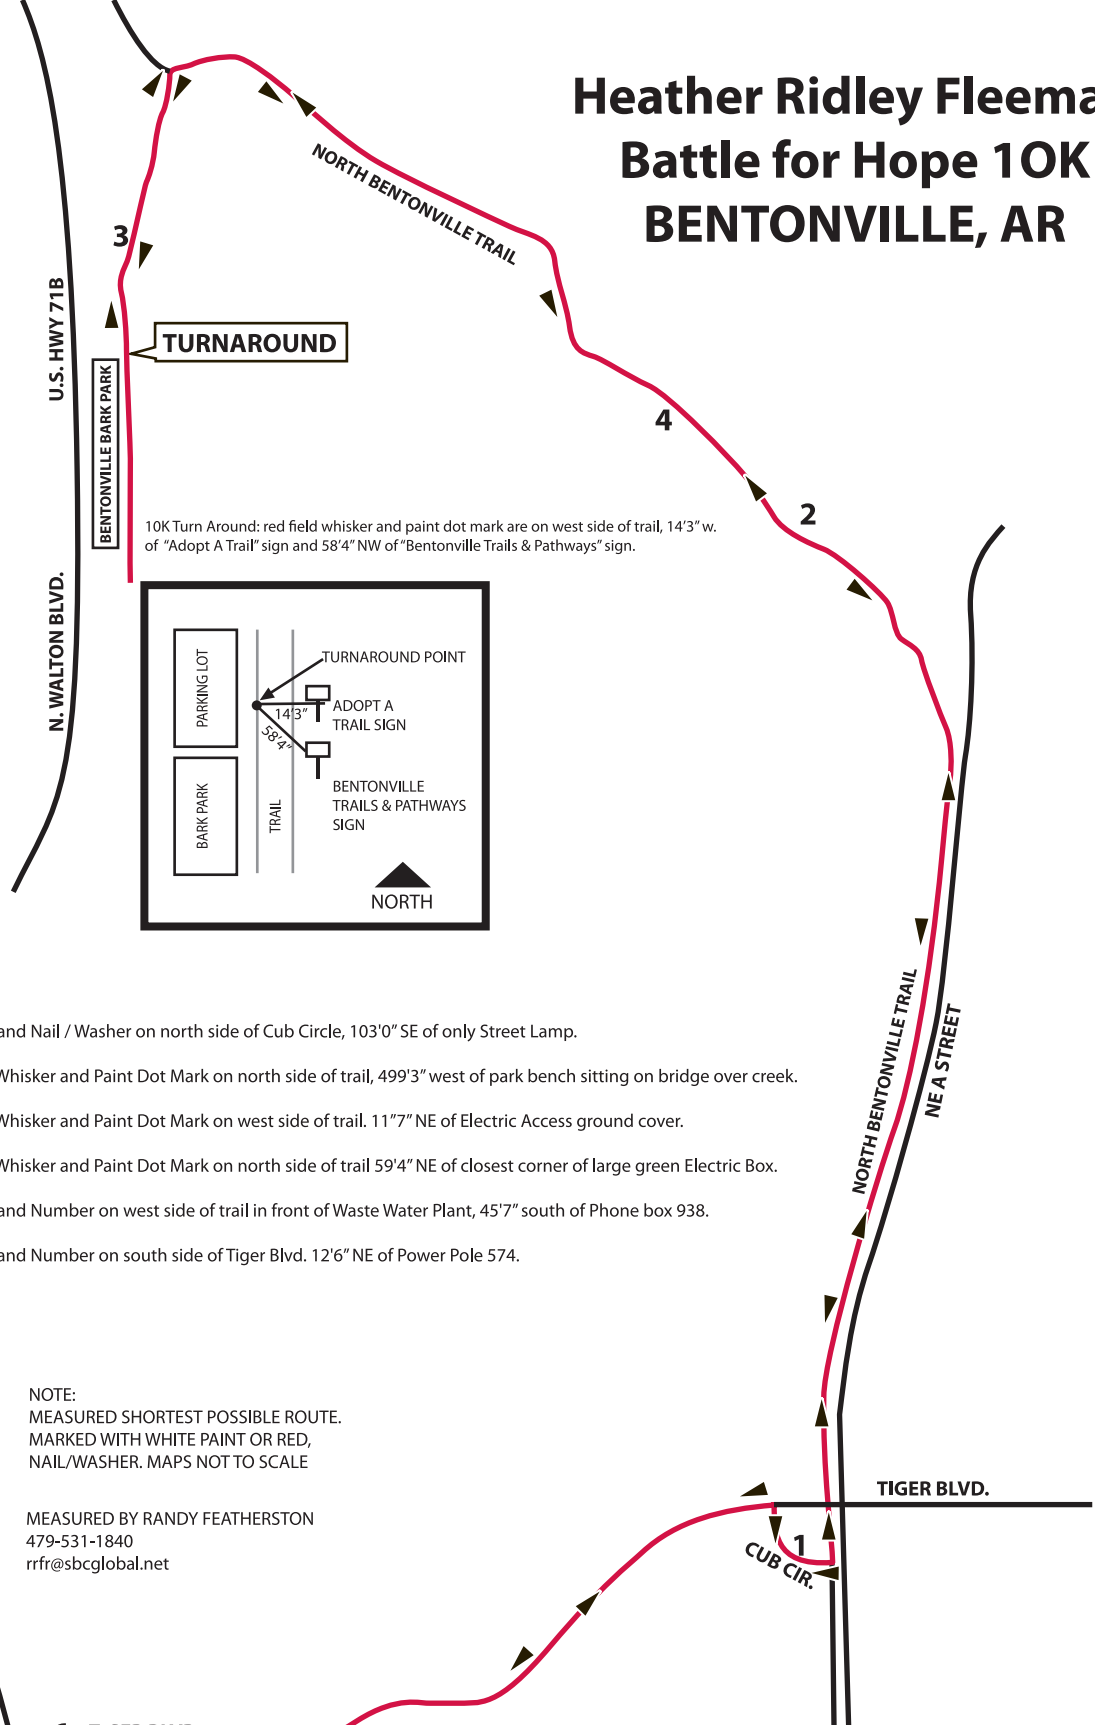 Heather Ridley Fleema
Battle for Hope 1OK
BENTONVILLE, AR
NORTH BENTONVILLE TRAIL
3
U.S. HWY 71B
TURNAROUND
BENTONVILLE BARK PARK
4
2
10K Turn Around: red field whisker and paint dot mark are on west side of trail, 14'3" w.
of "Adopt A Trail" sign and 58'4" NW of "Bentonville Trails & Pathways" sign.
N. WALTON BLVD.
PARKING LOT
TURNAROUND POINT
14'3"
ADOPT A
TRAIL SIGN
58'4"
BARK PARK
TRAIL
BENTONVILLE
TRAILS & PATHWAYS
SIGN
NORTH
NORTH BENTONVILLE TRAIL
NE A STREET
and Nail / Washer on north side of Cub Circle, 103'0" SE of only Street Lamp.
Whisker and Paint Dot Mark on north side of trail, 499'3" west of park bench sitting on bridge over creek.
Whisker and Paint Dot Mark on west side of trail. 11"7" NE of Electric Access ground cover.
Whisker and Paint Dot Mark on north side of trail 59'4" NE of closest corner of large green Electric Box.
and Number on west side of trail in front of Waste Water Plant, 45'7" south of Phone box 938.
and Number on south side of Tiger Blvd. 12'6" NE of Power Pole 574.
NOTE:
MEASURED SHORTEST POSSIBLE ROUTE.
MARKED WITH WHITE PAINT OR RED,
NAIL/WASHER. MAPS NOT TO SCALE
MEASURED BY RANDY FEATHERSTON
479-531-1840
rrfr@sbcglobal.net
TIGER BLVD.
1
CUB CIR.